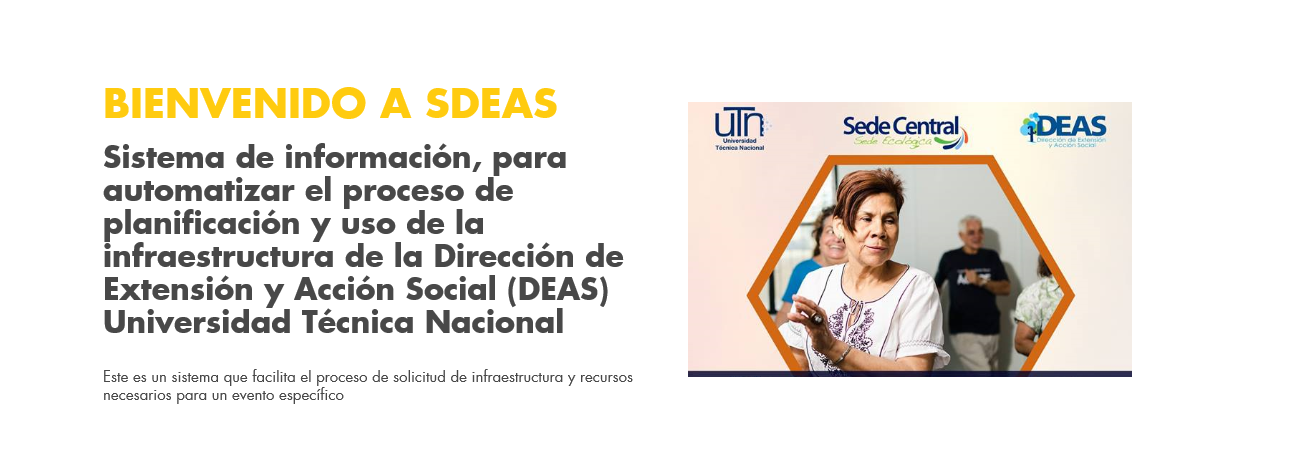 BIENVENIDO A SDEAS
Sistema de información, para
automatizar el proceso de
planificación y uso de la
infraestructura de la Dirección de
Extensión y Acción Social (DEAS)
Universidad Técnica Nacional
Este es un sistema que facilita el proceso de solicitud de infraestructura y recursos
necesarios para un evento específico
uTn
Universidad
Técnica Nacional
Sede Central
Sede Ecológica
DEAS
Dirección de Extensión
y Acción Social